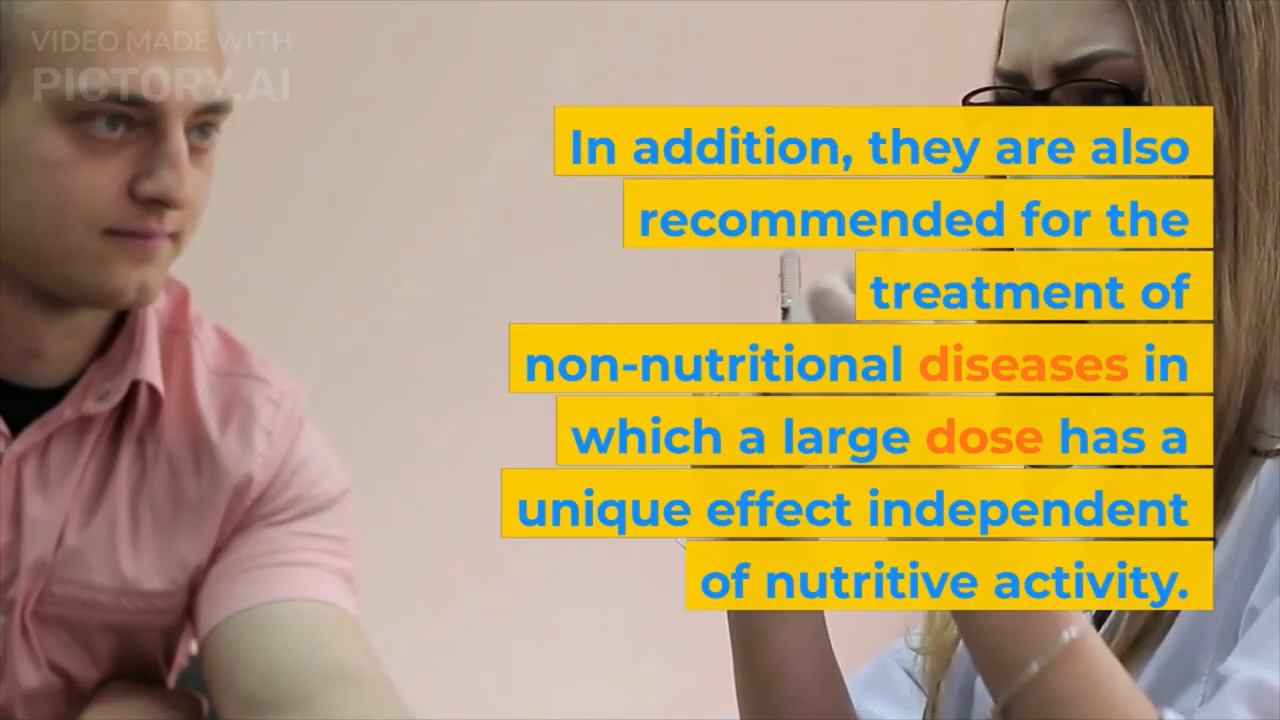 VIDEO MADE WITH
PICTORY.AI
In addition, they are also
recommended for the
treatment of
non-nutritional diseases in
which a large dose has a
unique effect independent
of nutritive activity.